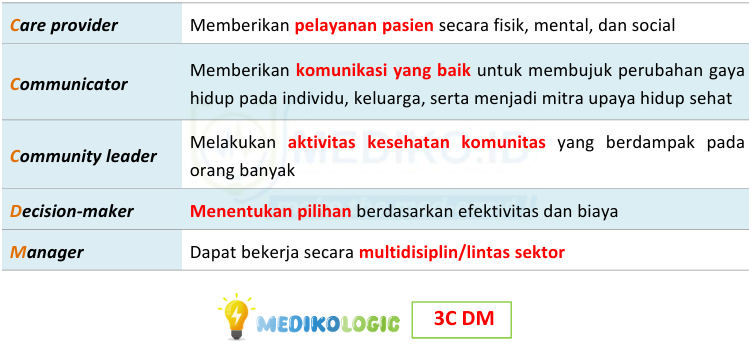 Care provider Memberikan pelayanan pasien secara fisik, mental, dan social
Communicator Memberikan komunikasi yang baik untuk membujuk perubahan gaya
hidup pada individu, keluarga, serta menjadi mitra upaya hidup sehat
Community leader Melakukan aktivitas kesehatan komunitas yang berdampak pada
orang banyak
Decision-maker Menentukan pilihan berdasarkan efektivitas dan biaya
Manager Dapat bekerja secara multidisiplin/lintas sektor
MEDIKO.ID
MEDIKOLOGIC 3C DM